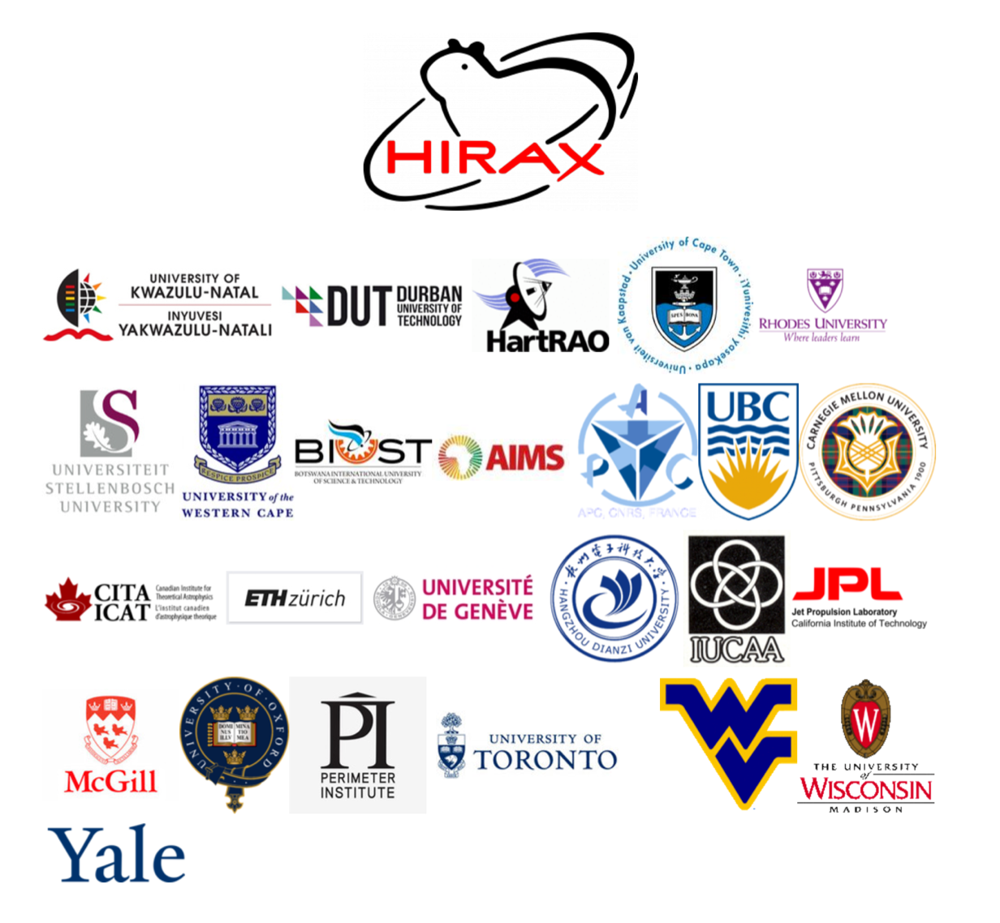 HIRAX
UNIVERSITY OF
KWAZULU-NATAL
INYUVESI
YAKWAZULU-NATALI
DUT DURBAN
UNIVERSITY OF
TECHNOLOGY
HartRAO
University of Cape Town · iYunivesithi yaseKapa · Universiteit van Kaapstad ·
SPES BONA
RHODES UNIVERSITY
Where leaders learn
S
UNIVERSITEIT
STELLENBOSCH
UNIVERSITY
RESPICE PROSPICE
UNIVERSITY of the
WESTERN CAPE
BIUST
BOTSWANA INTERNATIONAL UNIVERSITY
OF SCIENCE & TECHNOLOGY
AIMS
A
P C
APC, CNRS, FRANCE
UBC
CARNEGIE MELLON UNIVERSITY
PITTSBURGH PENNSYLVANIA 1900
CITA
ICAT
Canadian Institute for
Theoretical Astrophysics
L'institut canadien
d'astrophysique théorique
ETH zürich
UNIVERSITÉ
DE GENÈVE
杭州电子科技大学
HANGZHOU DIANZI UNIVERSITY
IUCAA
JPL
Jet Propulsion Laboratory
California Institute of Technology
McGill
UNIVERSITY · OF · OXFORD
DOMI MINA
NUS TIO
ILLV MEA
PI
PERIMETER
INSTITUTE
UNIVERSITY OF
TORONTO
WV
W
THE UNIVERSITY
of
WISCONSIN
MADISON
Yale